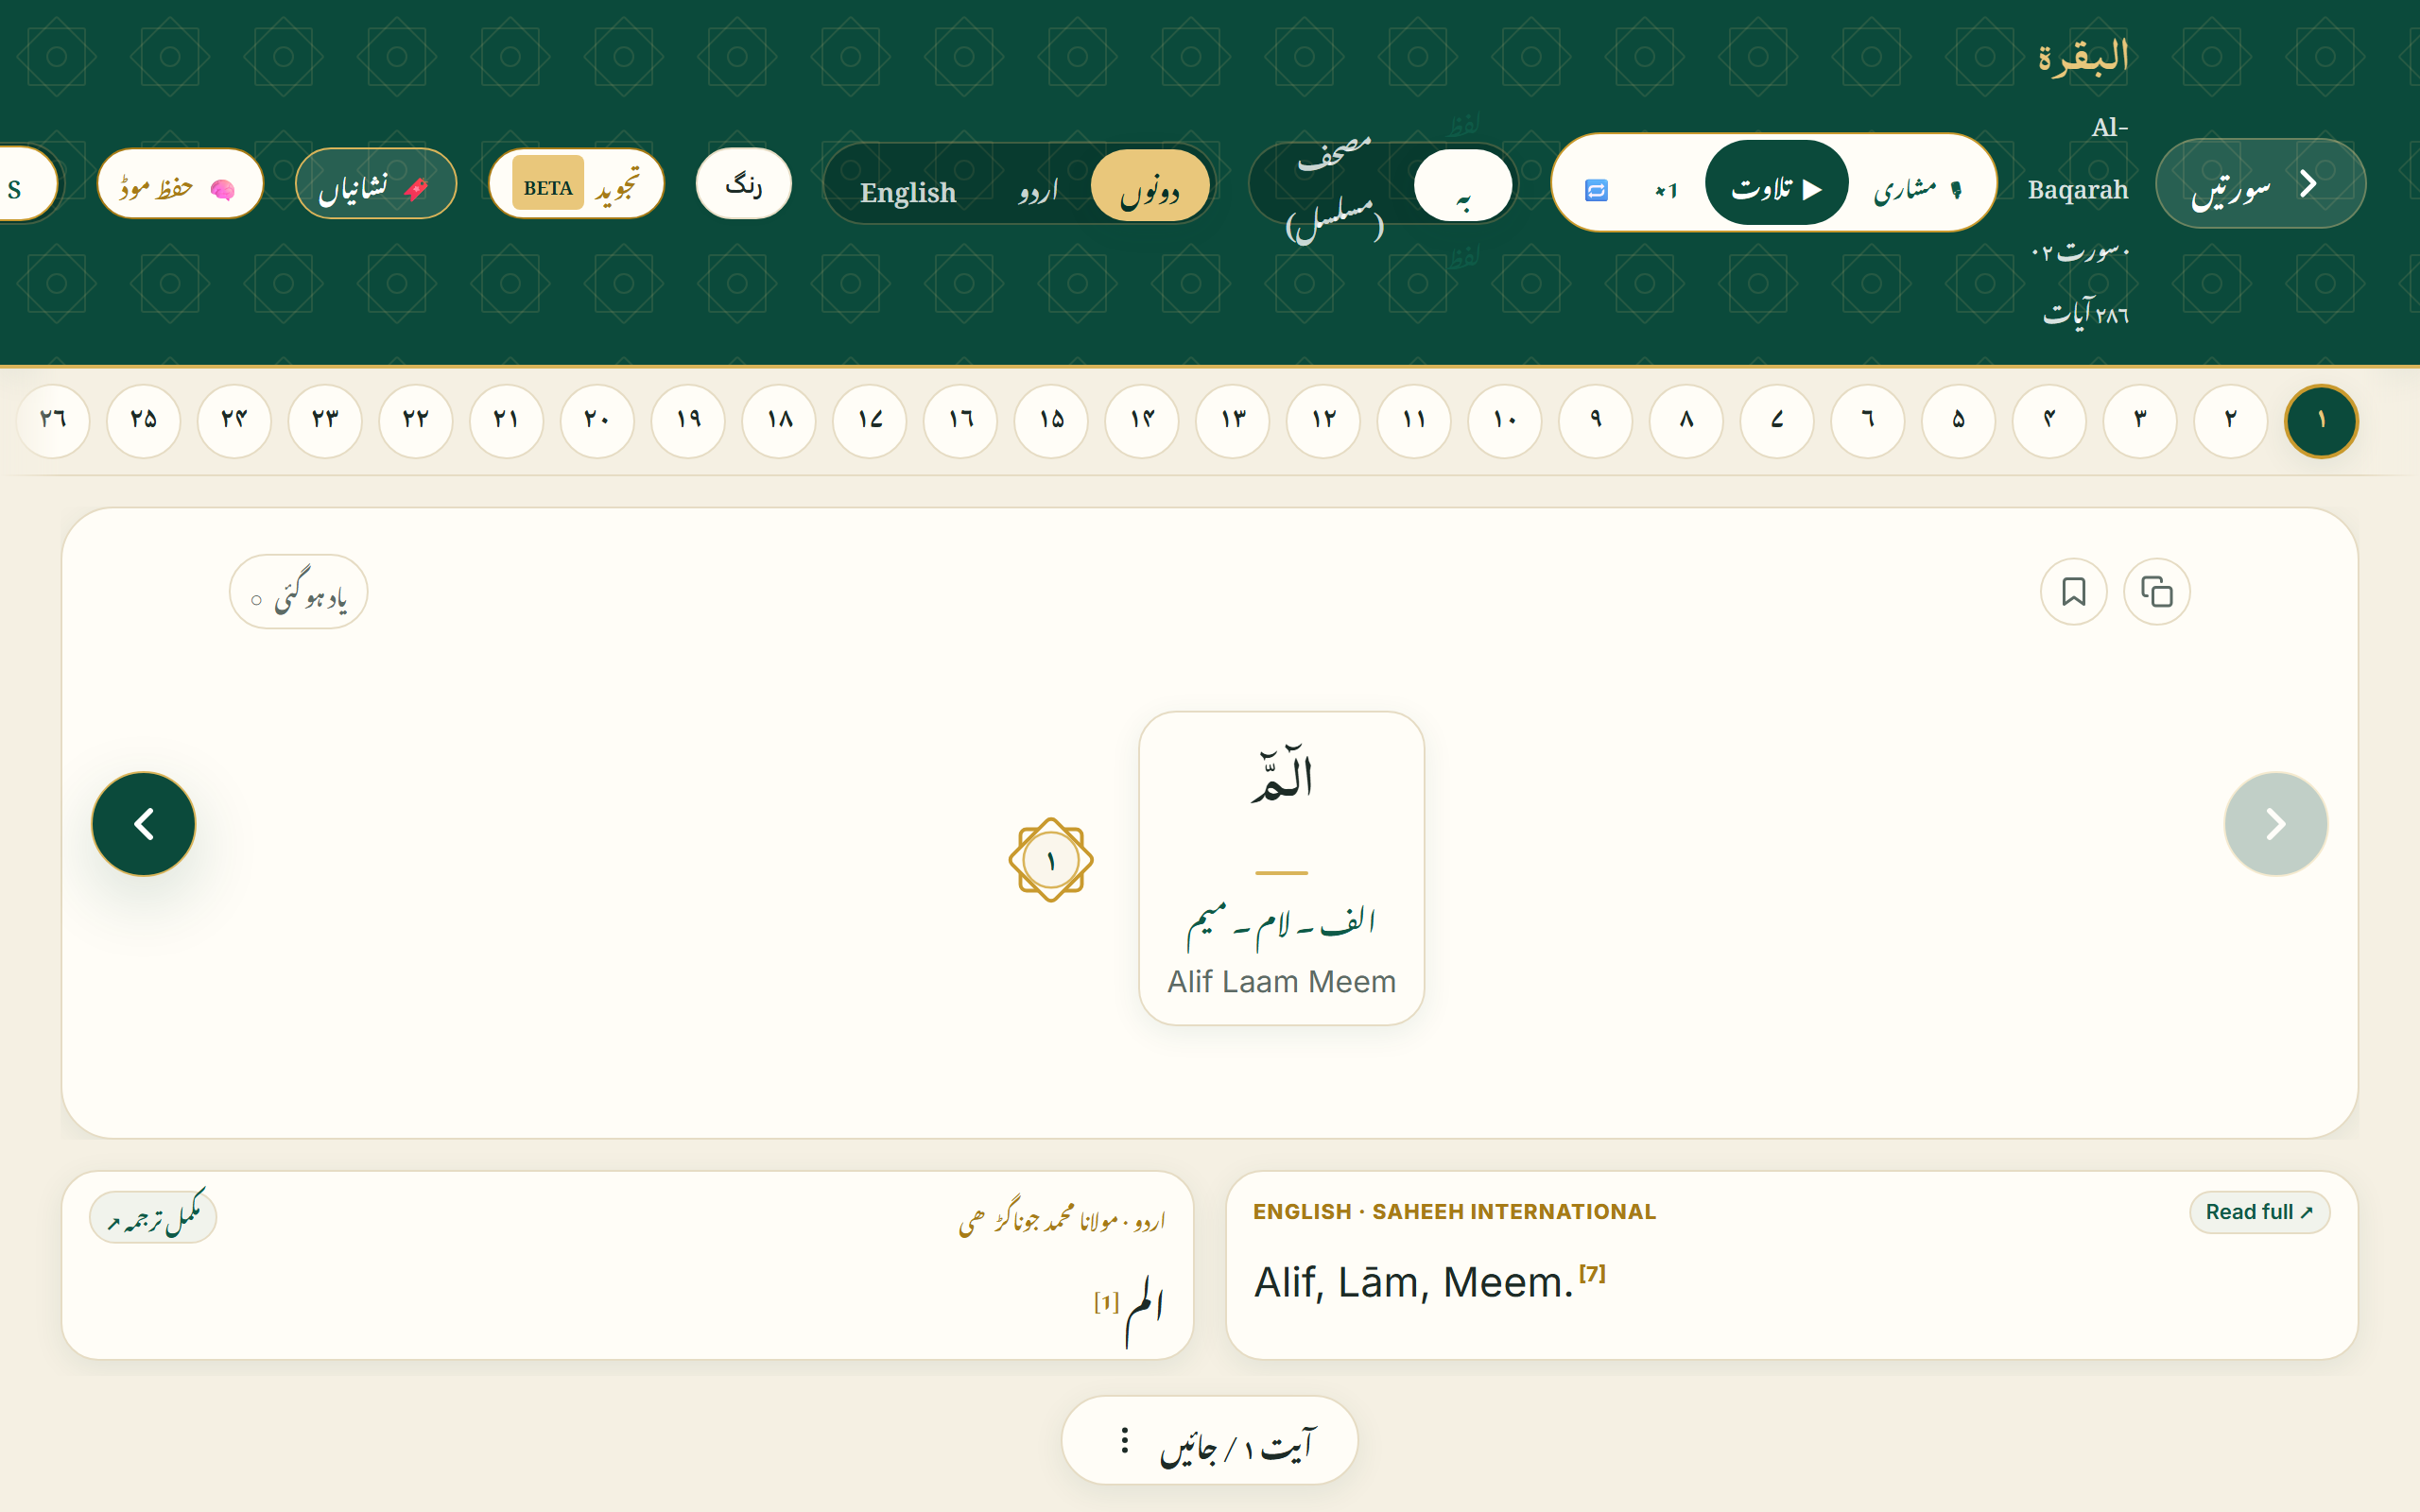 البقرة
Al-Baqarah
· سورت ۰۲
۲۸٦ آیات
سورتیں
مشاری
تلاوت
1×
لفظ
بہ
لفظ
مصحف
(مسلسل)
دونوں
اردو
English
رنگ
تجوید BETA
نشانیاں
حفظ موڈ
S
۱ ۲ ۳ ۴ ۵ ٦ ۷ ۸ ۹ ۱۰ ۱۱ ۱۲ ۱۳ ۱۴ ۱۵ ۱٦ ۱۷ ۱۸ ۱۹ ۲۰ ۲۱ ۲۲ ۲۳ ۲۴ ۲۵ ۲٦
یاد ہو گئی
الٓمّٓ
۱
الف ۔ لام ۔ میم
Alif Laam Meem
ENGLISH · SAHEEH INTERNATIONAL
Read full ↗
Alif, Lām, Meem.[7]
اردو · مولانا محمد جوناگڑھی
مکمل ترجمہ ↗
الم [1]
آیت ۱ / جائیں